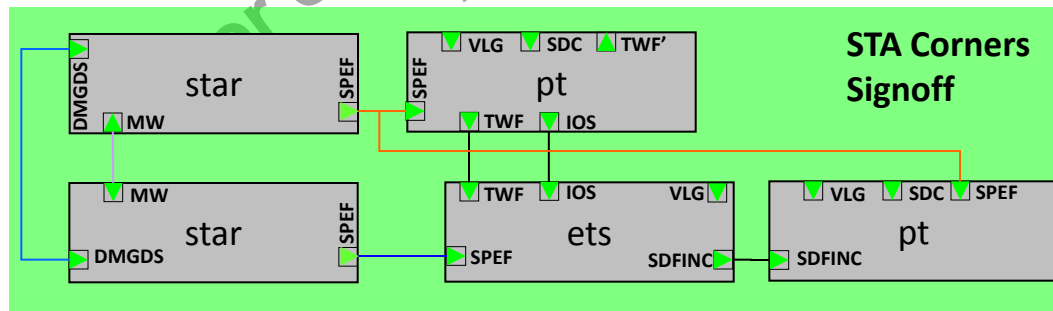 STA Corners
Signoff
DMGDS
star
MW
SPEF
SPEF
VLG
SDC
TWF’
pt
TWF
IOS
MW
star
DMGDS
SPEF
TWF
IOS
VLG
ets
SPEF
SDFINC
VLG
SDC
SPEF
pt
SDFINC